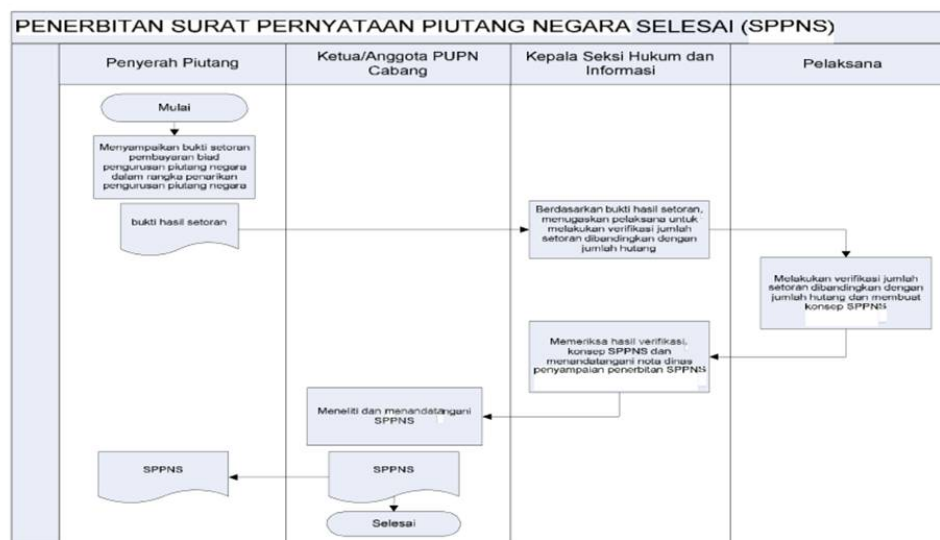 PENERBITAN SURAT PERNYATAAN PIUTANG NEGARA SELESAI (SPPNS)
Penyerah Piutang
Ketua/Anggota PUPN
Cabang
Kepala Seksi Hukum dan
Informasi
Pelaksana
Mulai
Menyampaikan bukti setoran
pembayaran biad
pengurusan piutang negara
dalam rangka penarikan
pengurusan piutang negara
bukti hasil setoran
Berdasarkan bukti hasil setoran,
menugaskan pelaksana untuk
melakukan verifikasi jumlah
setoran dibandingkan dengan
jumlah hutang
Melakukan verifikasi jumlah
setoran dibandingkan dengan
jumlah hutang dan membuat
konsep SPPNS
Memeriksa hasil verifikasi,
konsep SPPNS dan
menandatangani nota dinas
penyampaian penerbitan SPPNS
Meneliti dan menandatangani
SPPNS
SPPNS
SPPNS
Selesai